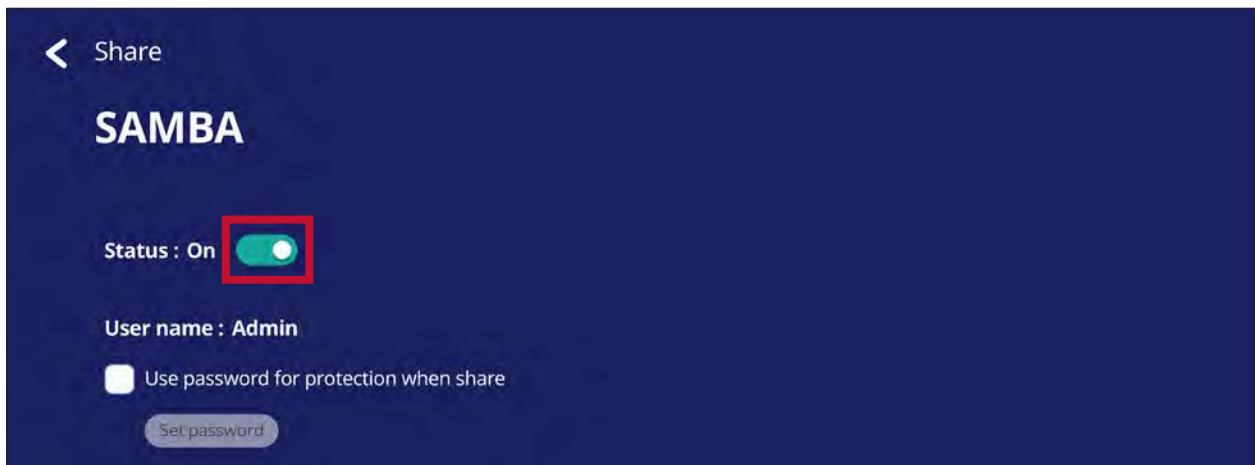 Share
SAMBA
Status : On
User name : Admin
Use password for protection when share
Set password